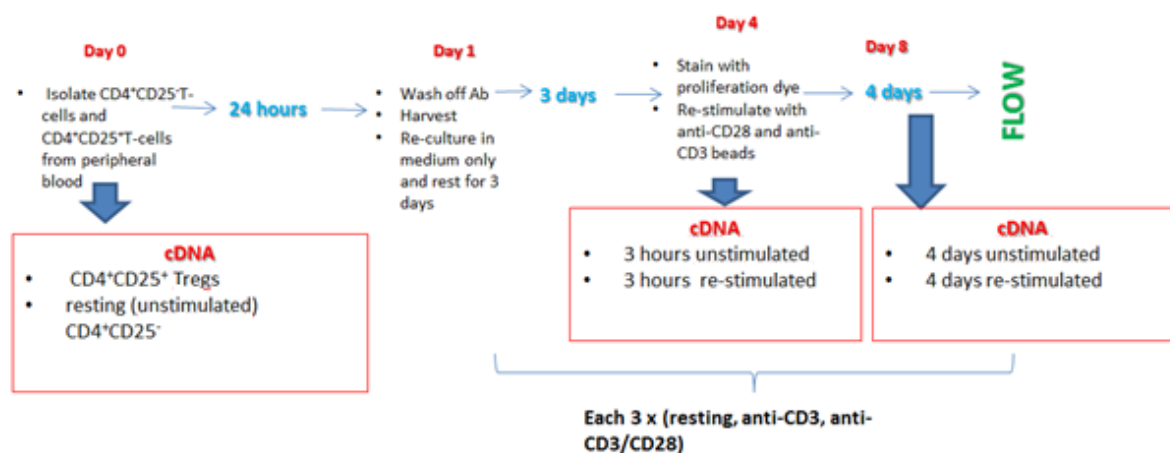 Day 0
• Isolate CD4⁺CD25⁻T-
cells and
CD4⁺CD25⁺T-cells
from peripheral
blood
24 hours
Day 1
• Wash off Ab
• Harvest
• Re-culture in
medium only
and rest for 3
days
3 days
Day 4
• Stain with
proliferation dye
• Re-stimulate with
anti-CD28 and anti-
CD3 beads
Day 8
4 days
FLOW
cDNA
• CD4⁺CD25⁺ Tregs
• resting (unstimulated)
CD4⁺CD25⁻
cDNA
• 3 hours unstimulated
• 3 hours re-stimulated
cDNA
• 4 days unstimulated
• 4 days re-stimulated
Each 3 x (resting, anti-CD3, anti-
CD3/CD28)